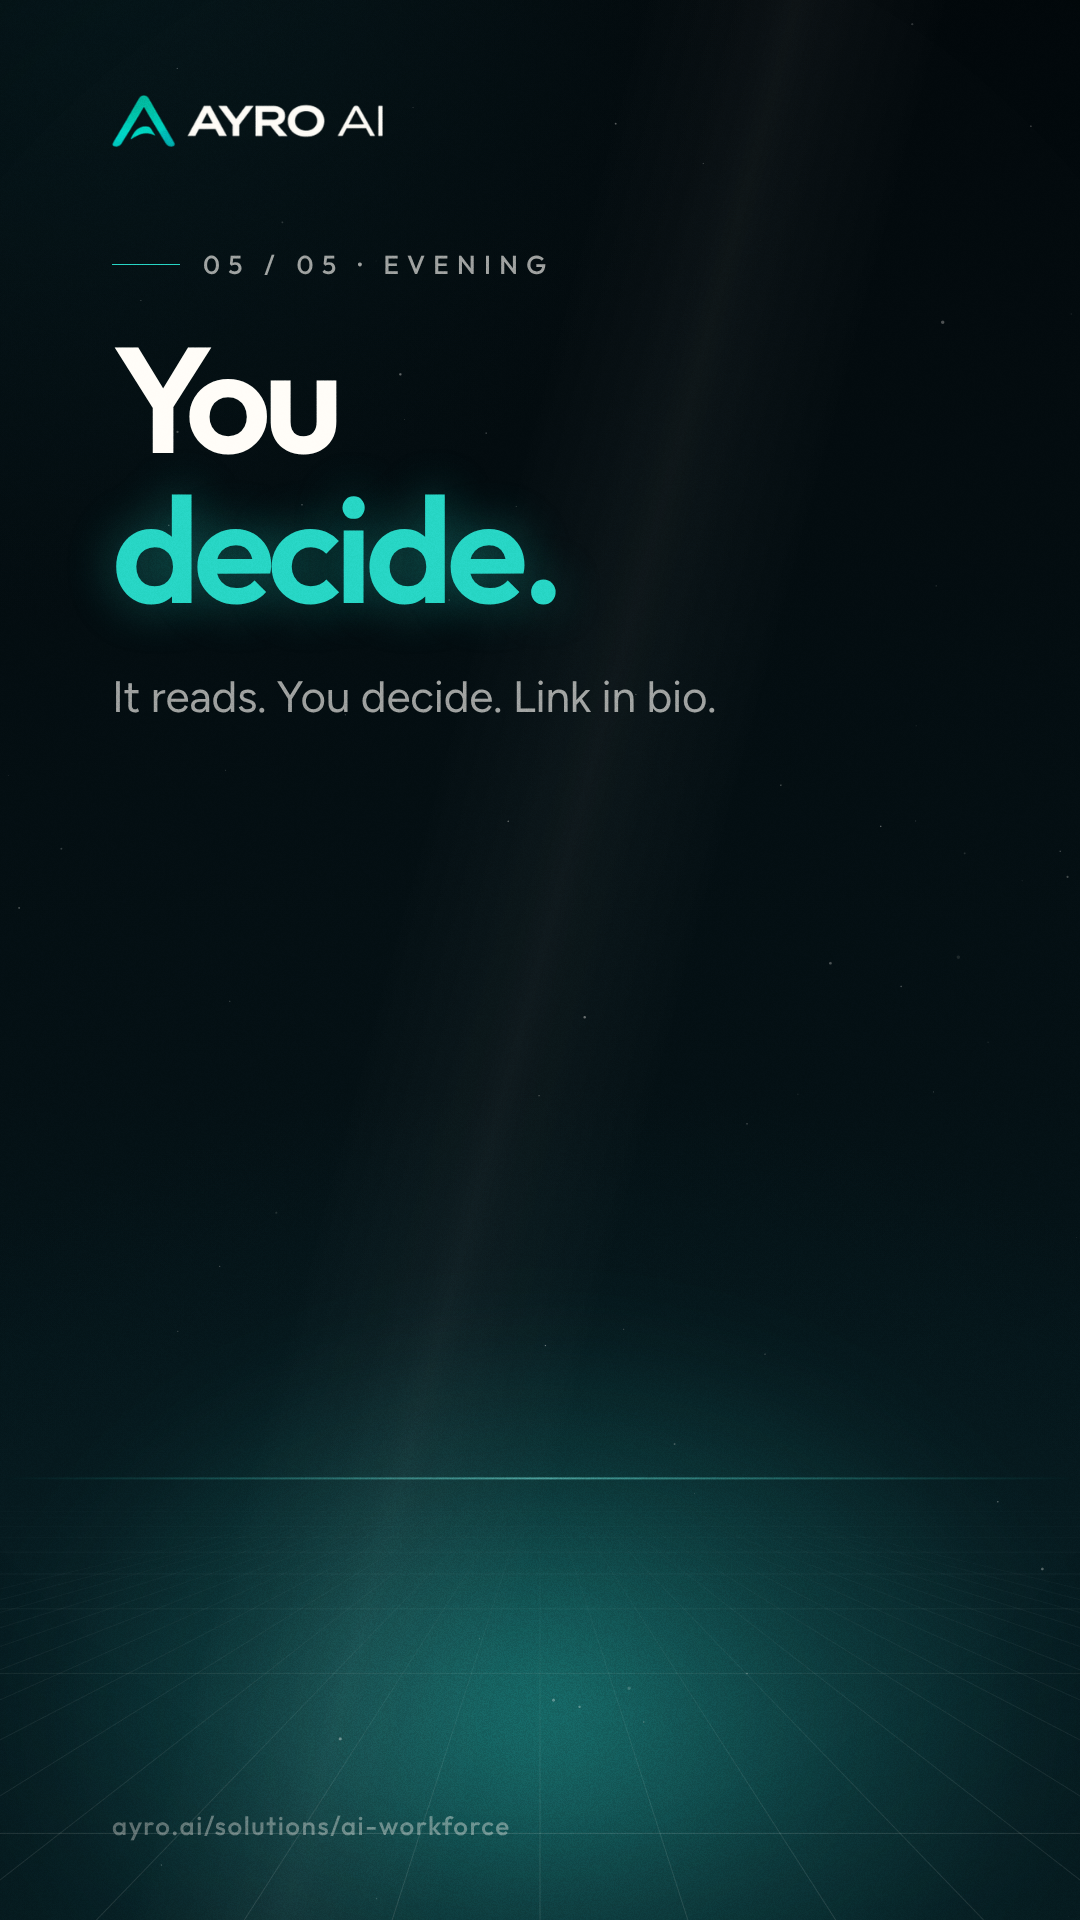 AYRO AI
05 / 05 · EVENING
You
decide.
It reads. You decide. Link in bio.
ayro.ai/solutions/ai-workforce